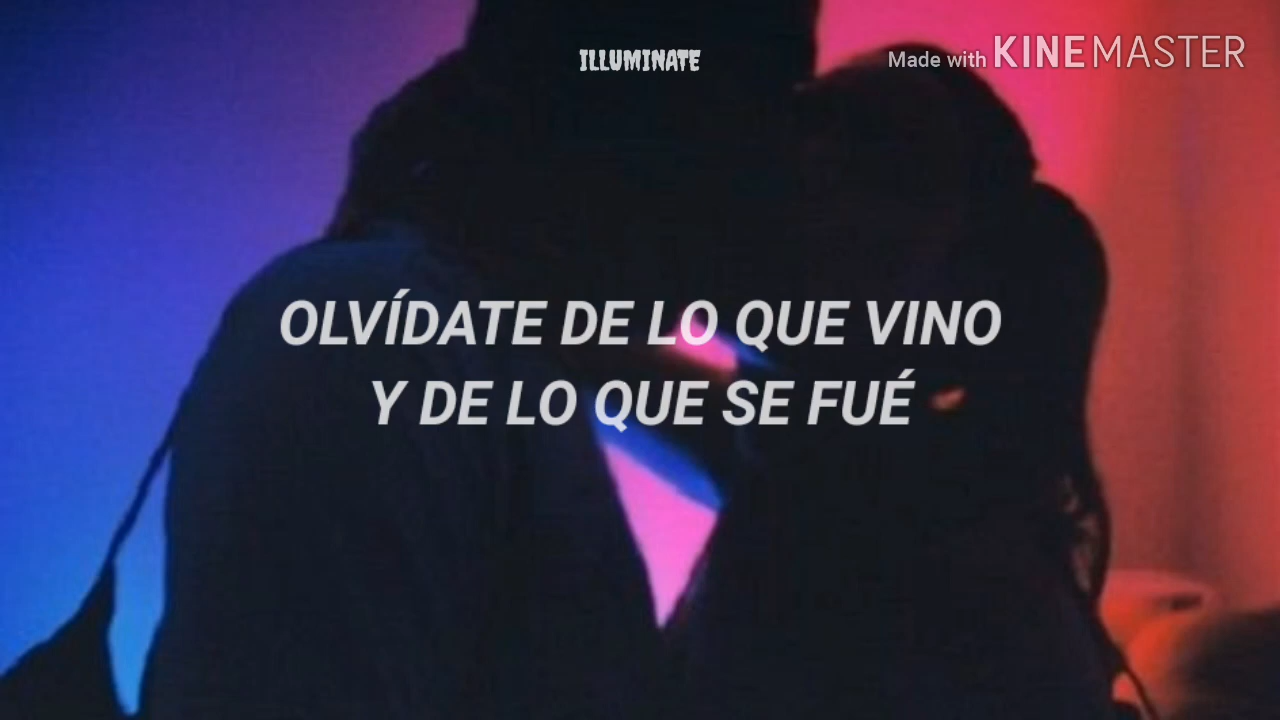 ILLUMINATE
Made with KINEMASTER
OLVÍDATE DE LO QUE VINO
Y DE LO QUE SE FUÉ